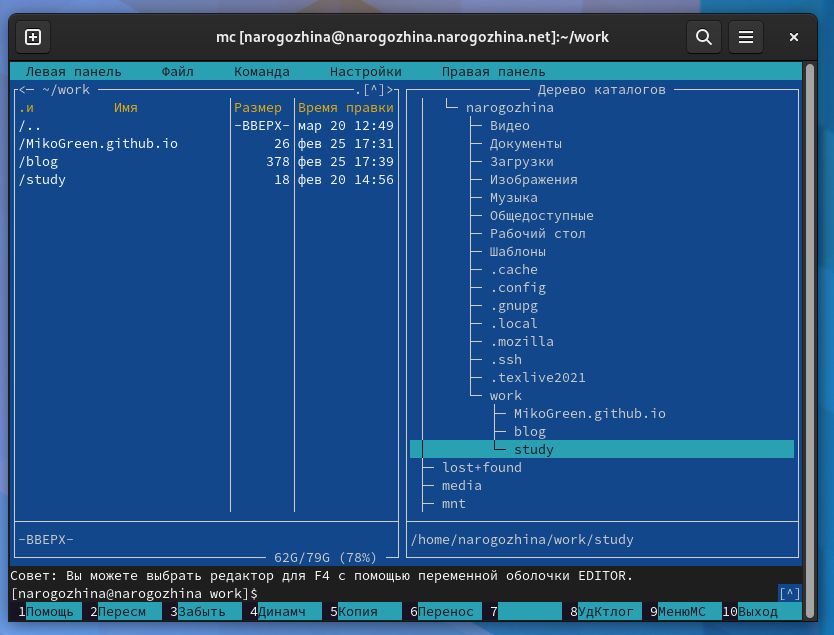 mc [narogozhina@narogozhina.narogozhina.net]:~/work
Левая панель Файл Команда Настройки Правая панель
<─ ~/work .[^]> Дерево каталогов
.и Имя Размер Время правки
/.. -ВВЕРХ- мар 20 12:49
/MikoGreen.github.io 26 фев 25 17:31
/blog 378 фев 25 17:39
/study 18 фев 20 14:56
-ВВЕРХ-
62G/79G (78%)
narogozhina
Видео
Документы
Загрузки
Изображения
Музыка
Общедоступные
Рабочий стол
Шаблоны
.cache
.config
.gnupg
.local
.mozilla
.ssh
.texlive2021
work
MikoGreen.github.io
blog
study
lost+found
media
mnt
/home/narogozhina/work/study
Совет: Вы можете выбрать редактор для F4 с помощью переменной оболочки EDITOR.
[narogozhina@narogozhina work]$ [^]
1Помощь 2Пересм 3Забыть 4Динамч 5Копия 6Перенос 7 8УдКтлог 9МенюMC 10Выход